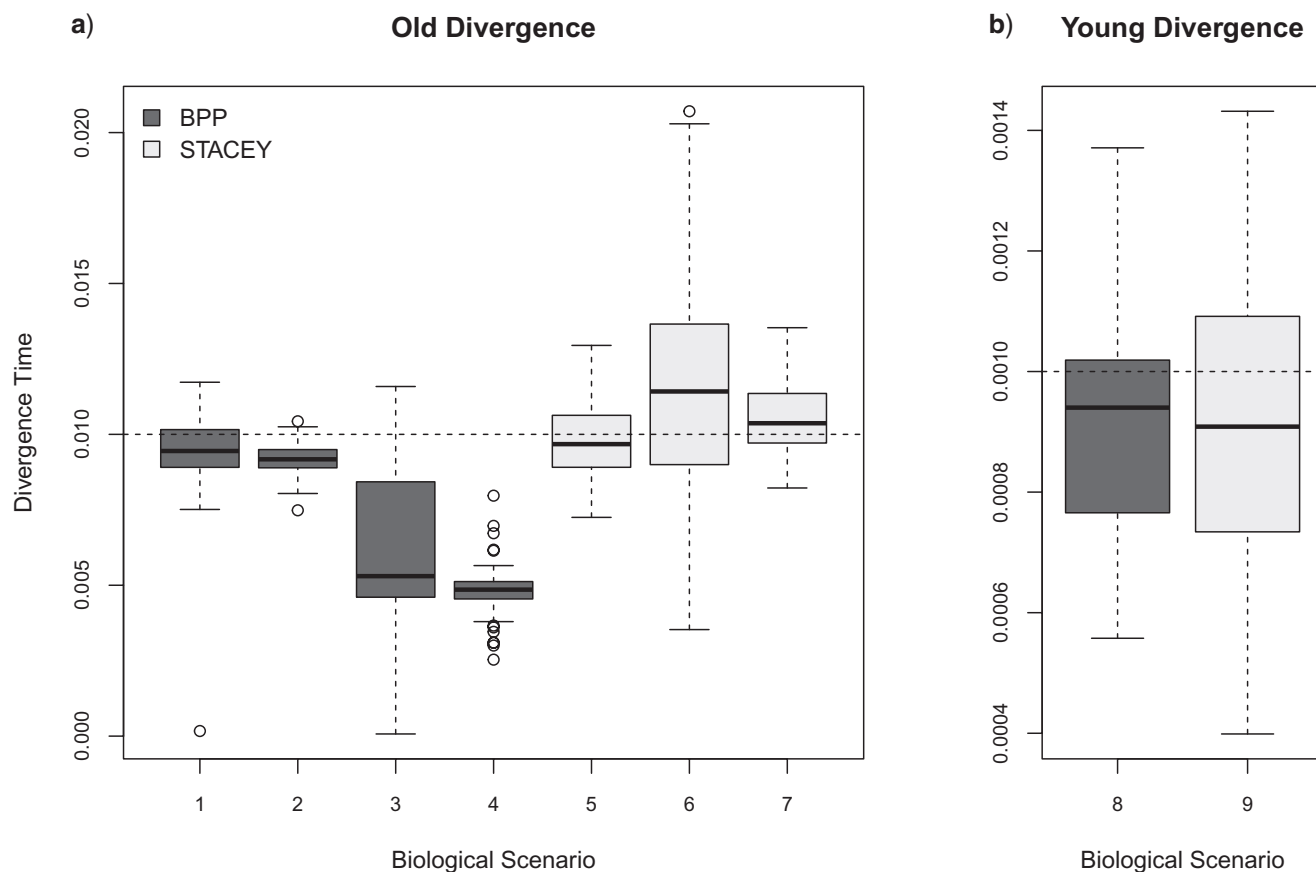 a) Old Divergence
BPP
STACEY
0.020
0.015
0.010
0.005
0.000
Divergence Time
1 2 3 4 5 6 7
Biological Scenario
b) Young Divergence
0.0014
0.0012
0.0010
0.0008
0.0006
0.0004
8 9
Biological Scenario